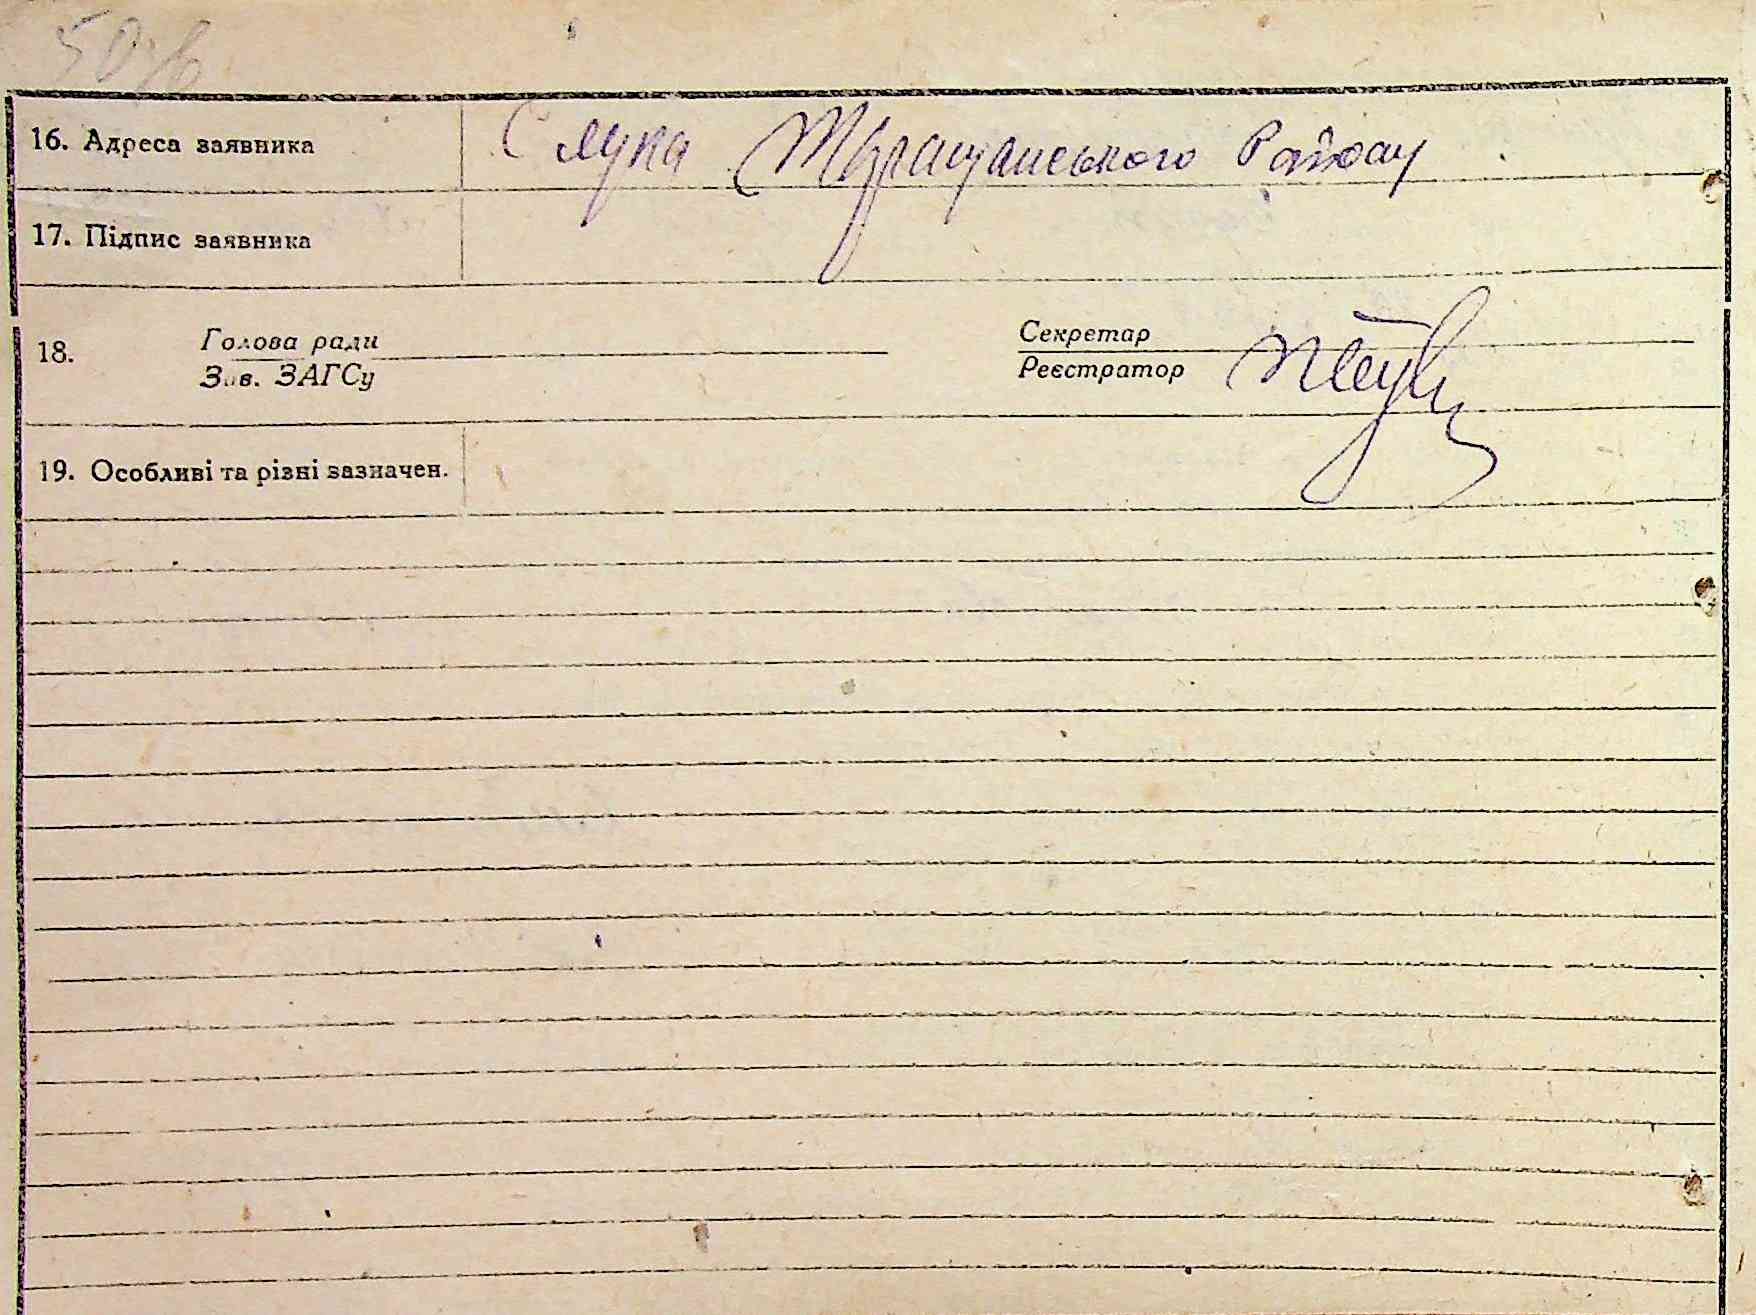 16. Адреса заявника С Лука Таращанського Району
17. Підпис заявника
18. Голова ради Секретар
Зав. ЗАГСу Реєстратор
19. Особливі та різні зазначен.